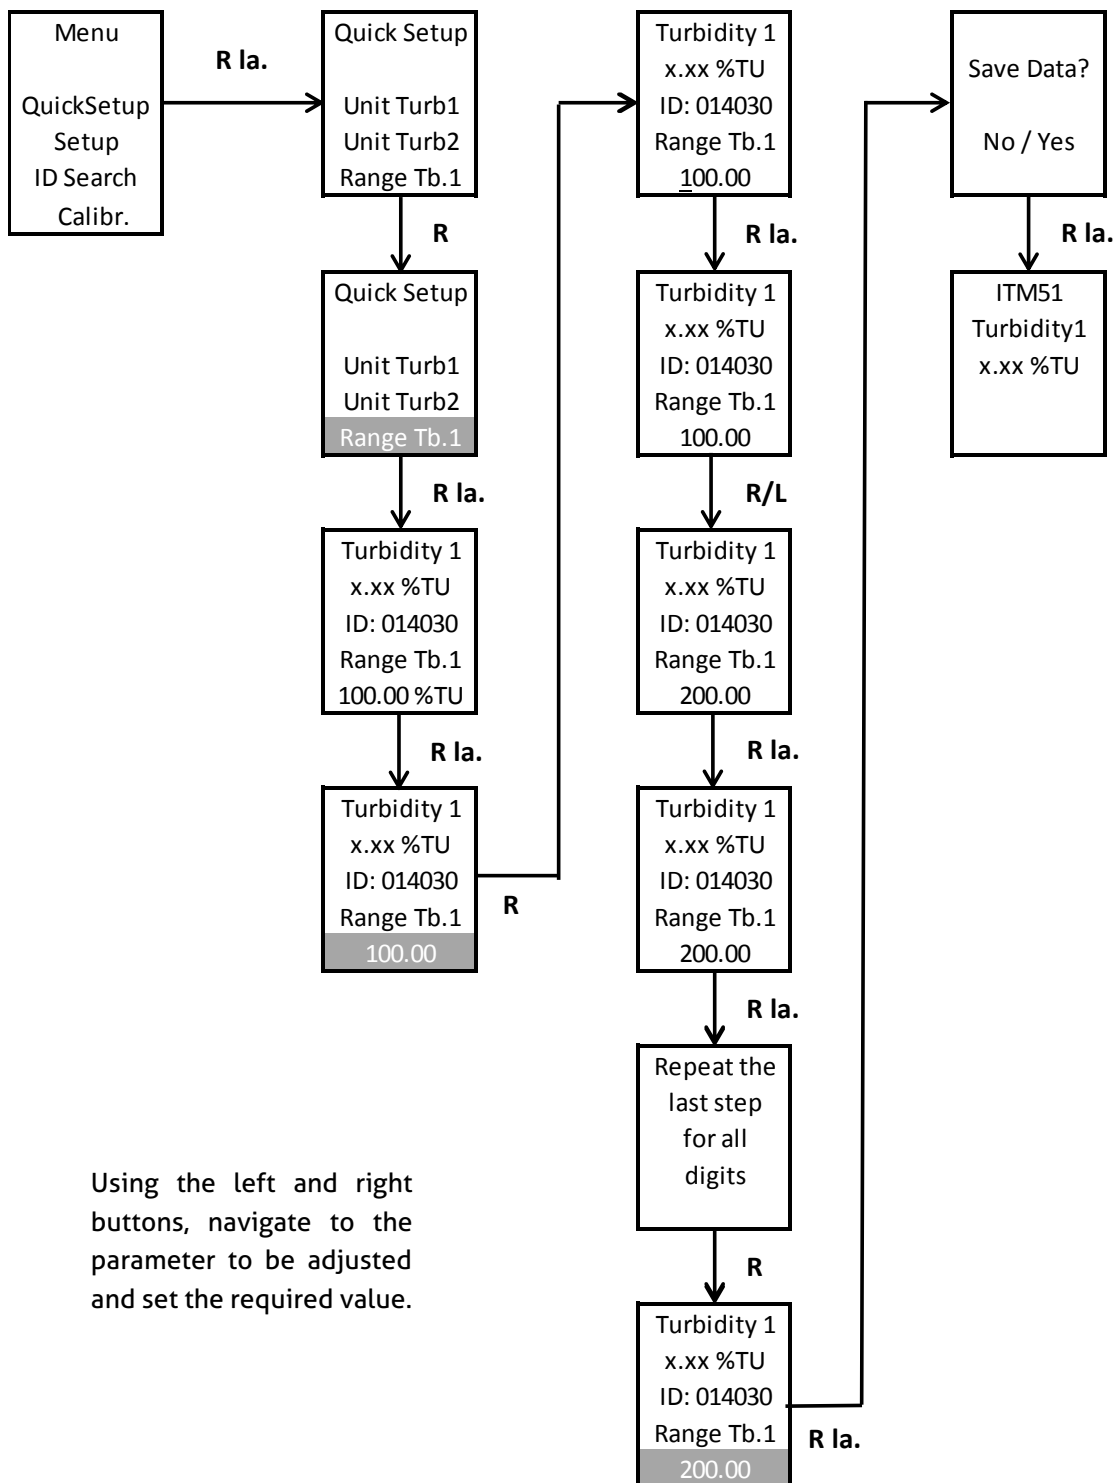 Menu
QuickSetup
Setup
ID Search
Calibr.
R la.
Quick Setup
Unit Turb1
Unit Turb2
Range Tb.1
R
Quick Setup
Unit Turb1
Unit Turb2
Range Tb.1
R la.
Turbidity 1
x.xx %TU
ID: 014030
Range Tb.1
100.00 %TU
R la.
Turbidity 1
x.xx %TU
ID: 014030
Range Tb.1
100.00
R
Turbidity 1
x.xx %TU
ID: 014030
Range Tb.1
100.00
R la.
Turbidity 1
x.xx %TU
ID: 014030
Range Tb.1
100.00
R/L
Turbidity 1
x.xx %TU
ID: 014030
Range Tb.1
200.00
R la.
Turbidity 1
x.xx %TU
ID: 014030
Range Tb.1
200.00
R la.
Repeat the
last step
for all
digits
R
Turbidity 1
x.xx %TU
ID: 014030
Range Tb.1
200.00
R la.
Save Data?
No / Yes
R la.
ITM51
Turbidity1
x.xx %TU
Using the left and right
buttons, navigate to the
parameter to be adjusted
and set the required value.